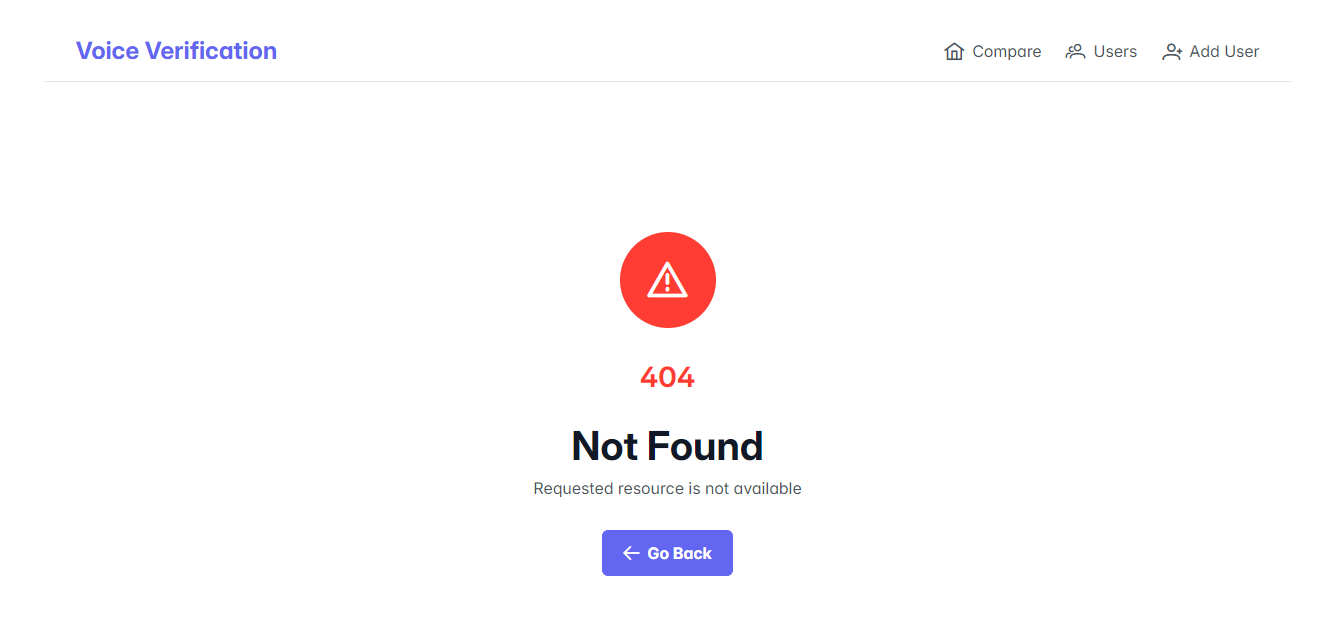 Voice Verification
Compare
Users
Add User
404
Not Found
Requested resource is not available
Go Back